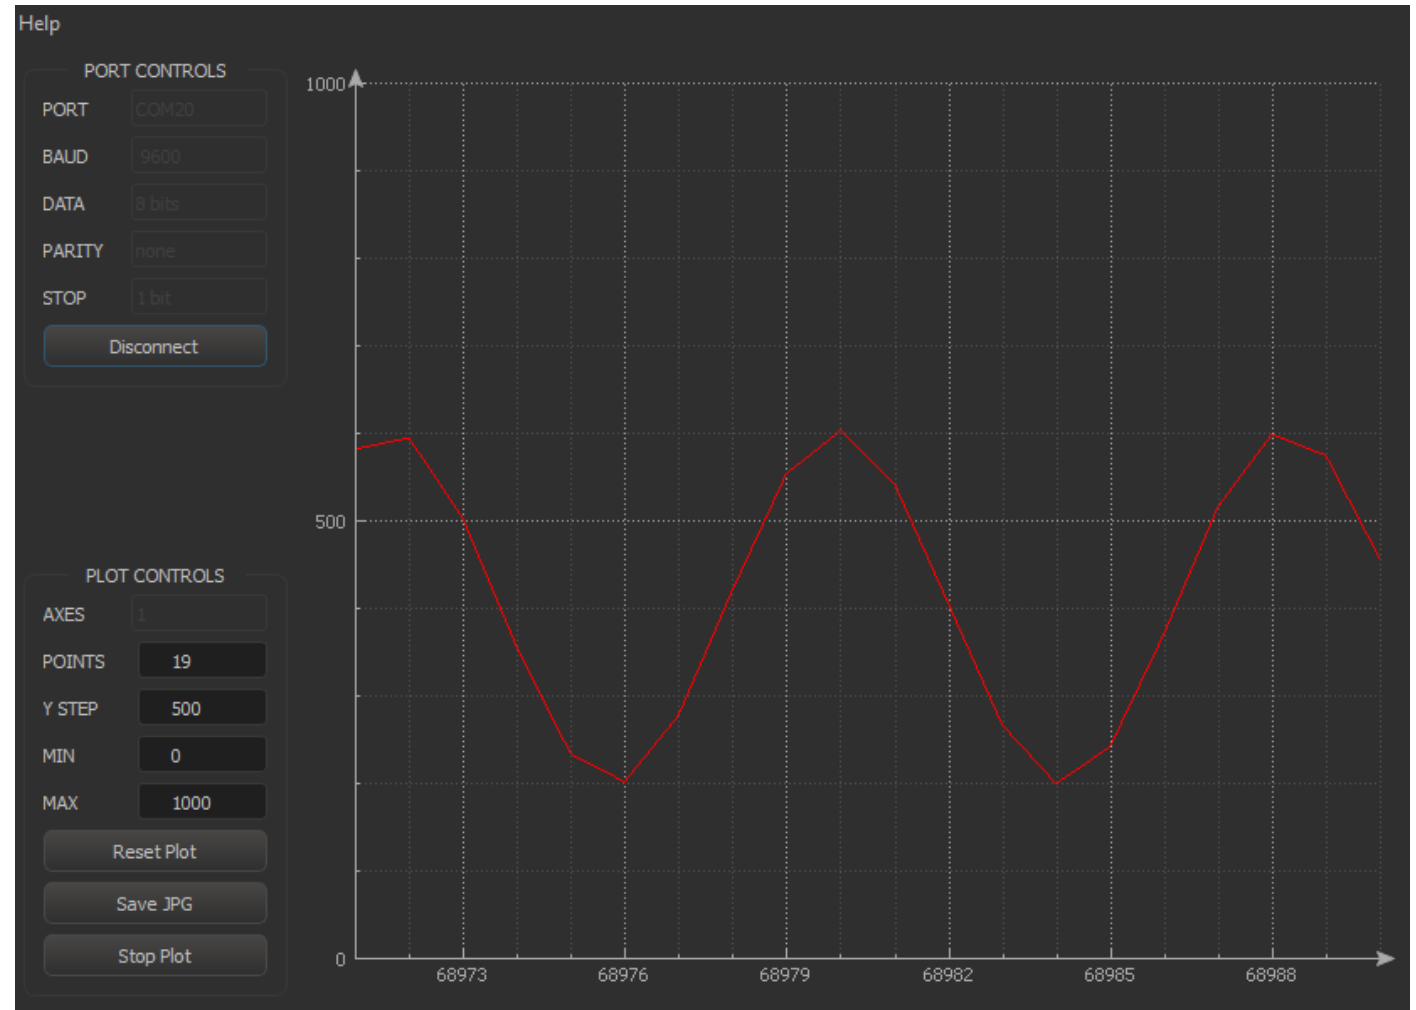 Help
PORT CONTROLS
PORT COM20
BAUD 9600
DATA 8 bits
PARITY none
STOP 1 bit
Disconnect
PLOT CONTROLS
AXES 1
POINTS 19
Y STEP 500
MIN 0
MAX 1000
Reset Plot
Save JPG
Stop Plot
1000
500
0
68973 68976 68979 68982 68985 68988